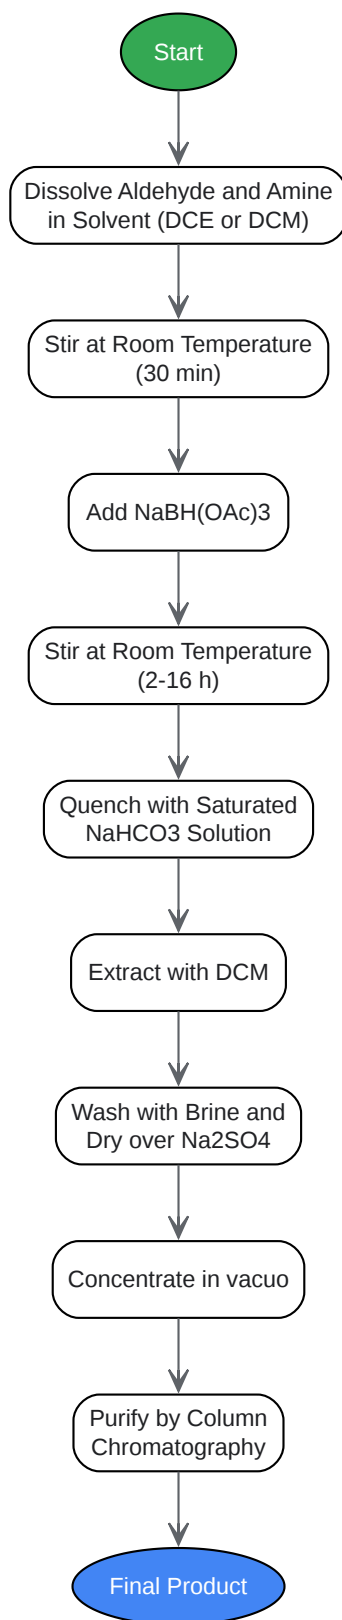 Start
Dissolve Aldehyde and Amine
in Solvent (DCE or DCM)
Stir at Room Temperature
(30 min)
Add NaBH(OAc)3
Stir at Room Temperature
(2-16 h)
Quench with Saturated
NaHCO3 Solution
Extract with DCM
Wash with Brine and
Dry over Na2SO4
Concentrate in vacuo
Purify by Column
Chromatography
Final Product